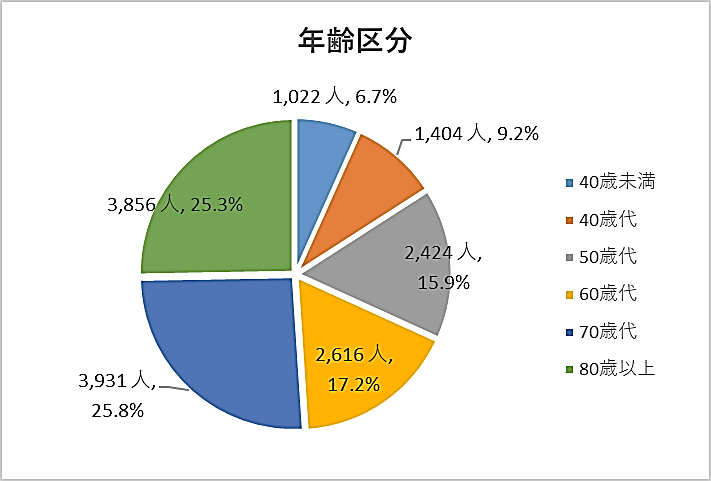 年齢区分
1,022 人, 6.7%
1,404 人, 9.2%
2,424 人,
15.9%
2,616 人,
17.2%
3,931 人,
25.8%
3,856 人, 25.3%
40歳未満
40歳代
50歳代
60歳代
70歳代
80歳以上